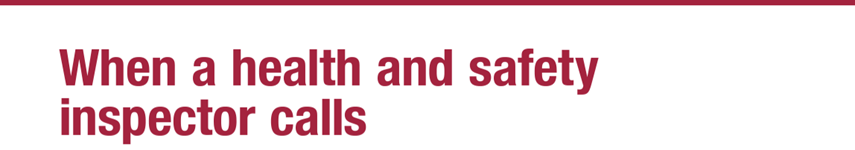 When a health and safety
inspector calls